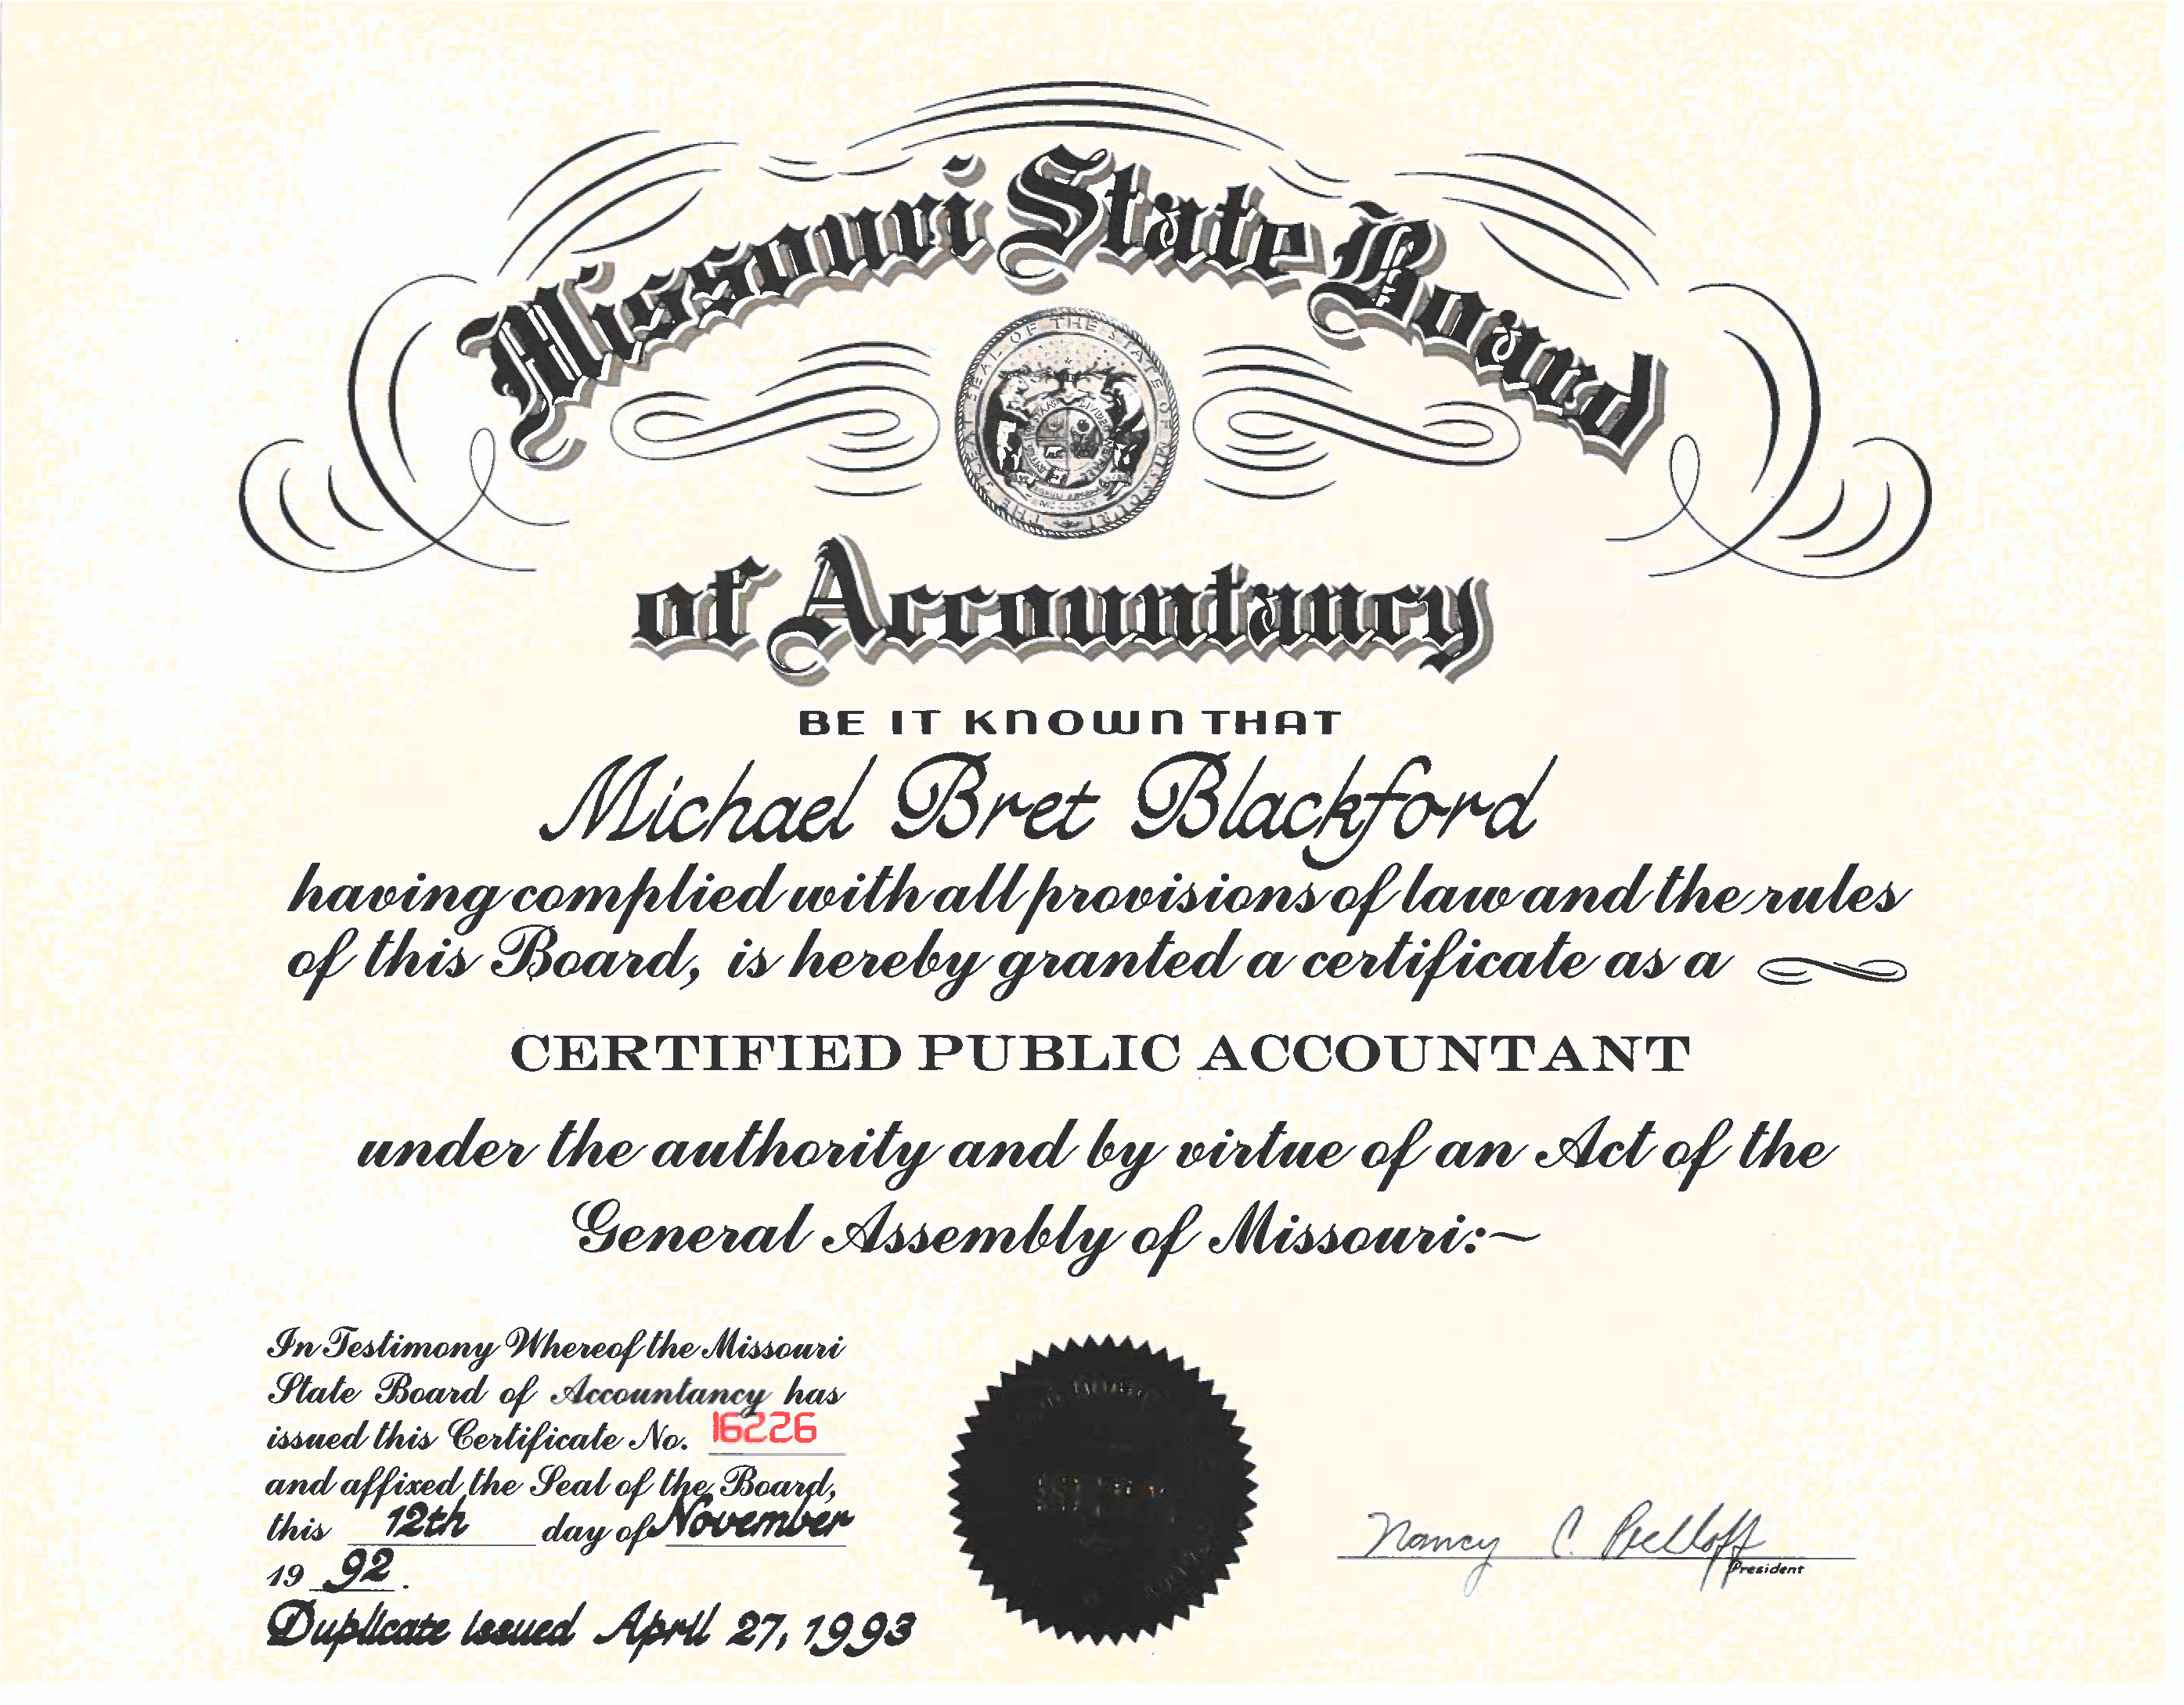 Missouri State Board
THE GREAT SEAL OF THE STATE OF MISSOURI
of Accountancy
BE IT KNOWN THAT
Michael Bret Blackford
having complied with all provisions of law and the rules
of this Board, is hereby granted a certificate as a
CERTIFIED PUBLIC ACCOUNTANT
under the authority and by virtue of an Act of the
General Assembly of Missouri:~
In Testimony Whereof the Missouri
State Board of Accountancy has
issued this Certificate No. 16226
and affixed the Seal of the Board,
this 12th day of November
19 92.
Duplicate issued April 27, 1993
Nancy C.
President